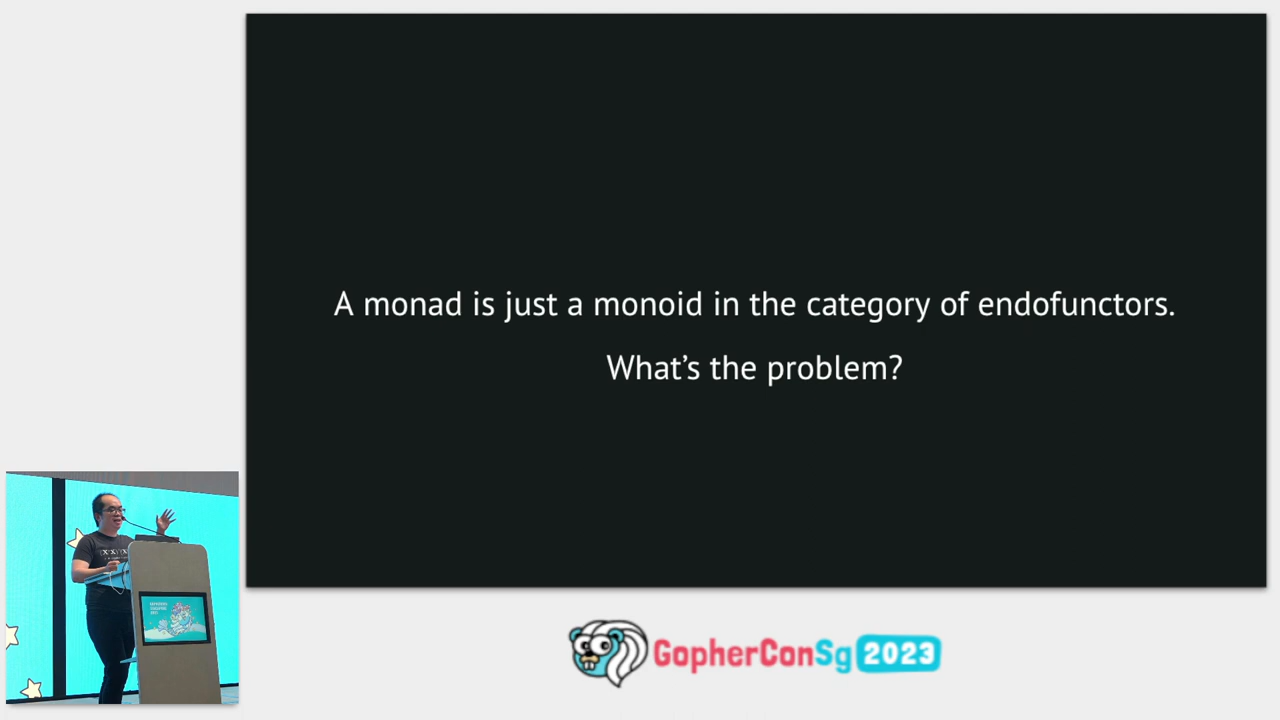 A monad is just a monoid in the category of endofunctors.
What's the problem?
GopherConSg 2023